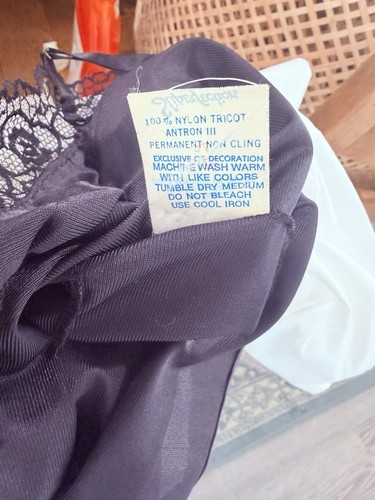 Slipfection
100% NYLON TRICOT
ANTRON III
PERMANENT NON CLING
EXCLUSIVE OF DECORATION
MACHINE WASH WARM
WITH LIKE COLORS
TUMBLE DRY MEDIUM
DO NOT BLEACH
USE COOL IRON